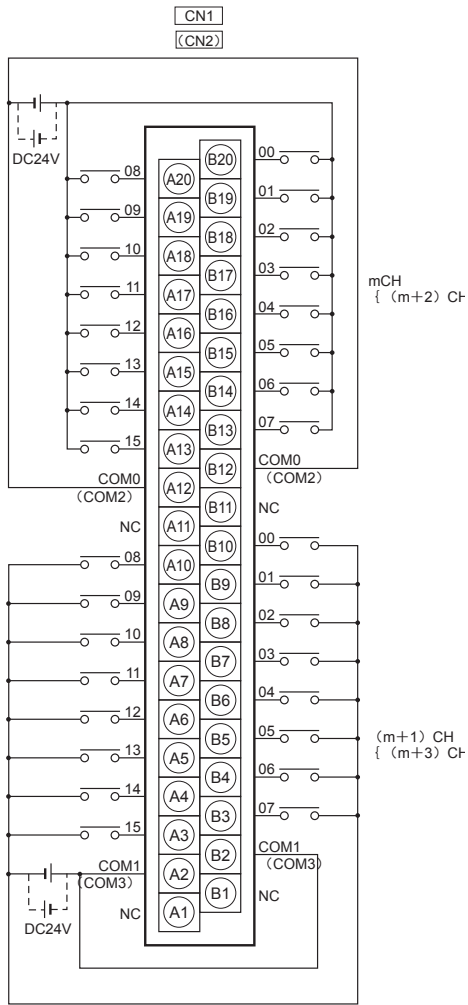 CN1
(CN2)
DC24V
08 A20 B20 00
09 A19 B19 01
10 A18 B18 02
11 A17 B17 03
12 A16 B16 04
13 A15 B15 05
14 A14 B14 06
15 A13 B13 07
mCH
{ (m+2) CH
COM0 A12 B12 COM0
(COM2) (COM2)
NC A11 B11 NC
08 A10 B10 00
09 A9 B9 01
10 A8 B8 02
11 A7 B7 03
12 A6 B6 04
13 A5 B5 05
14 A4 B4 06
15 A3 B3 07
(m+1) CH
{ (m+3) CH
COM1 A2 B2 COM1
(COM3) (COM3)
NC A1 B1 NC
DC24V